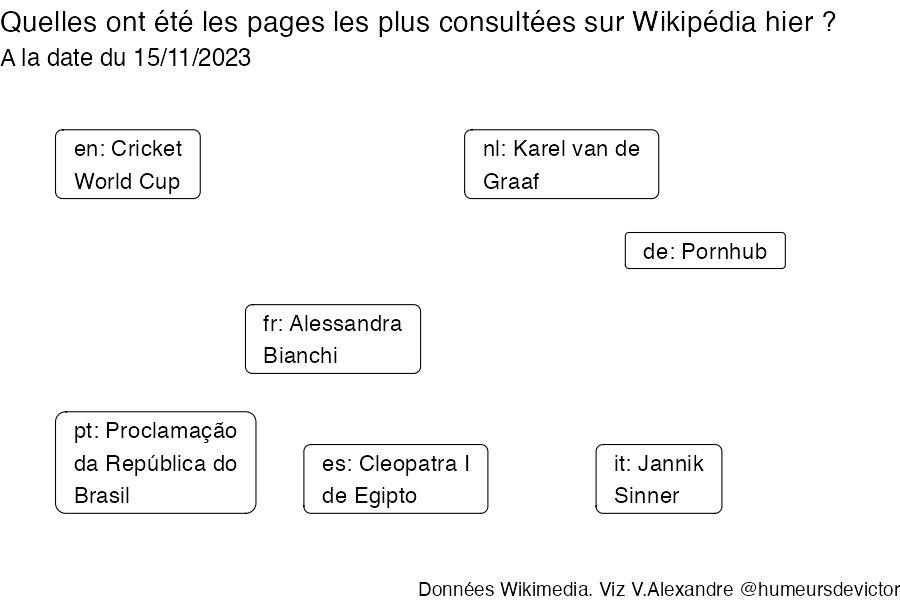 Quelles ont été les pages les plus consultées sur Wikipédia hier ?
A la date du 15/11/2023
en: Cricket
World Cup
nl: Karel van de
Graaf
de: Pornhub
fr: Alessandra
Bianchi
pt: Proclamação
da República do
Brasil
es: Cleopatra I
de Egipto
it: Jannik
Sinner
Données Wikimedia. Viz V.Alexandre @humeursdevictor